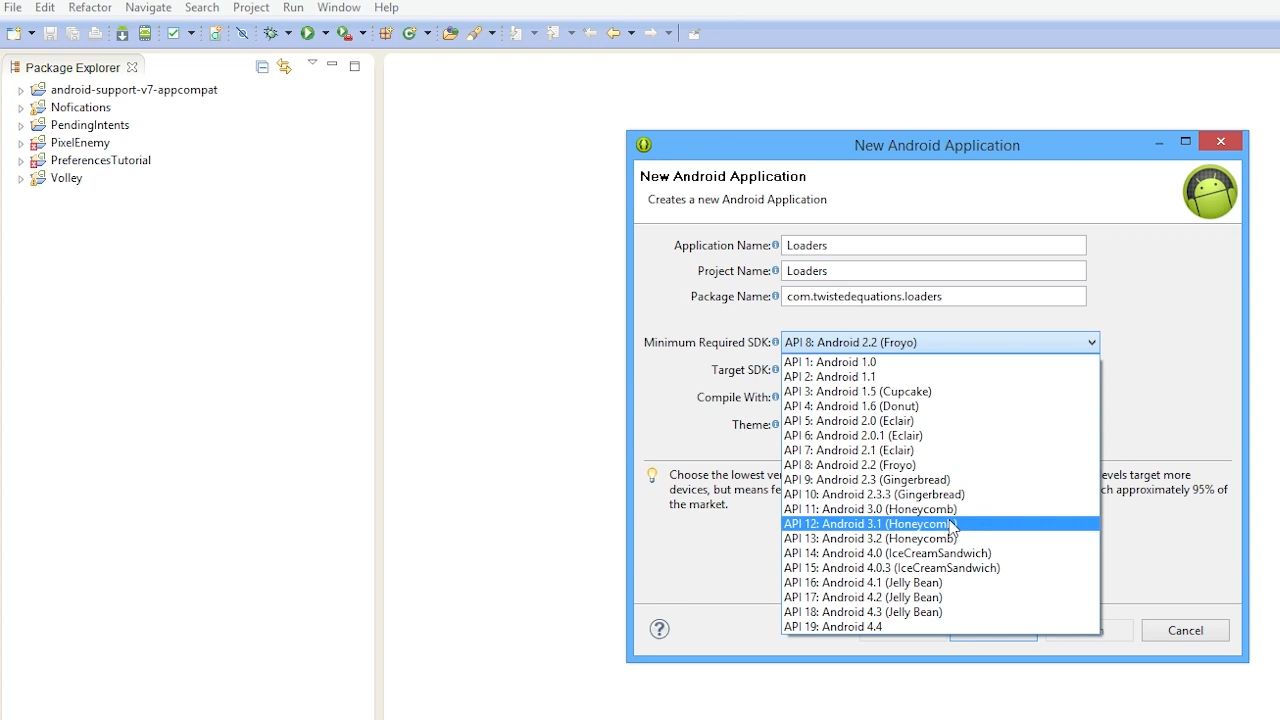 File Edit Refactor Navigate Search Project Run Window Help
Package Explorer
android-support-v7-appcompat
Nofications
PendingIntents
PixelEnemy
PreferencesTutorial
Volley
New Android Application
New Android Application
Creates a new Android Application
Application Name: Loaders
Project Name: Loaders
Package Name: com.twistedequations.loaders
Minimum Required SDK: API 8: Android 2.2 (Froyo)
Target SDK:
Compile With:
Theme:
API 1: Android 1.0
API 2: Android 1.1
API 3: Android 1.5 (Cupcake)
API 4: Android 1.6 (Donut)
API 5: Android 2.0 (Eclair)
API 6: Android 2.0.1 (Eclair)
API 7: Android 2.1 (Eclair)
API 8: Android 2.2 (Froyo)
API 9: Android 2.3 (Gingerbread)
API 10: Android 2.3.3 (Gingerbread)
API 11: Android 3.0 (Honeycomb)
API 12: Android 3.1 (Honeycomb)
API 13: Android 3.2 (Honeycomb)
API 14: Android 4.0 (IceCreamSandwich)
API 15: Android 4.0.3 (IceCreamSandwich)
API 16: Android 4.1 (Jelly Bean)
API 17: Android 4.2 (Jelly Bean)
API 18: Android 4.3 (Jelly Bean)
API 19: Android 4.4
Choose the lowest target more
devices, but means approximately 95% of
the market.
Cancel